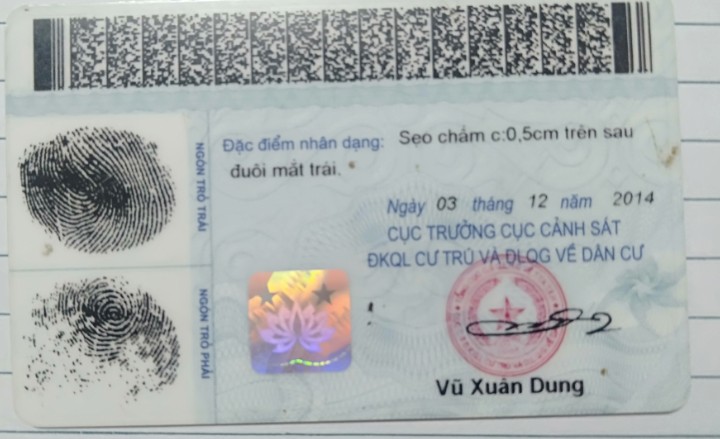 Đặc điểm nhân dạng: Sẹo chấm c:0,5cm trên sau
đuôi mắt trái.
NGÓN TRỎ TRÁI
Ngày 03 tháng 12 năm 2014
CỤC TRƯỞNG CỤC CẢNH SÁT
ĐKQL CƯ TRÚ VÀ DLQG VỀ DÂN CƯ
NGÓN TRỎ PHẢI
Vũ Xuân Dung